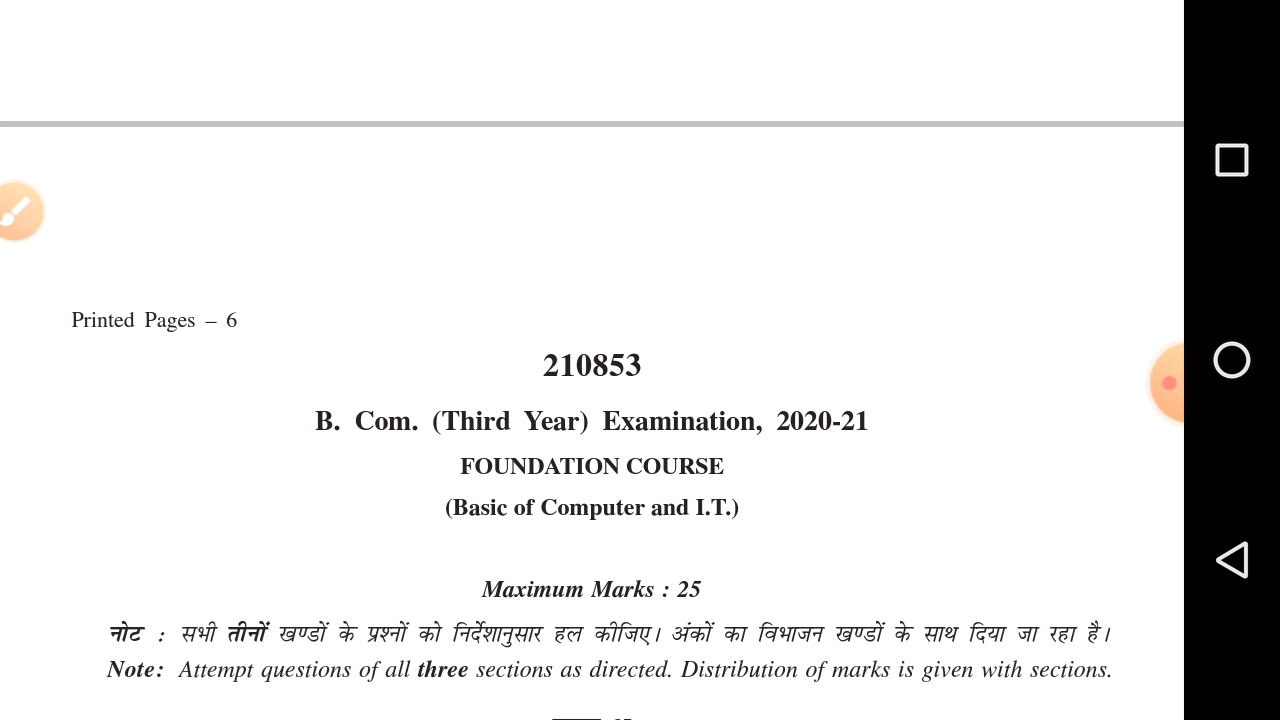 Printed Pages – 6
210853
B. Com. (Third Year) Examination, 2020-21
FOUNDATION COURSE
(Basic of Computer and I.T.)
Maximum Marks : 25
नोट : सभी तीनों खण्डों के प्रश्नों को निर्देशानुसार हल कीजिए। अंकों का विभाजन खण्डों के साथ दिया जा रहा है।
Note: Attempt questions of all three sections as directed. Distribution of marks is given with sections.